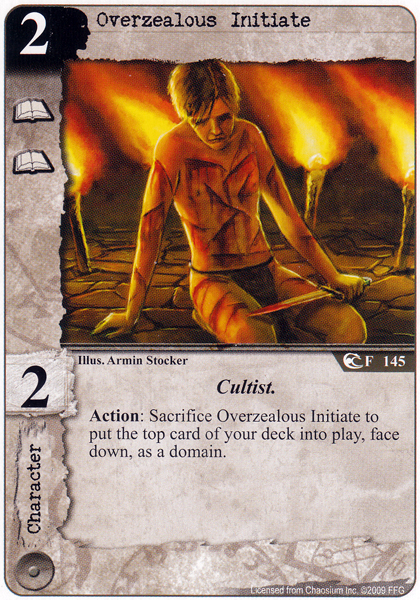 2
Overzealous Initiate
Illus. Armin Stocker
F 145
2
Character
Cultist.
Action: Sacrifice Overzealous Initiate to
put the top card of your deck into play, face
down, as a domain.
Licensed from Chaosium Inc. ©2009 FFG